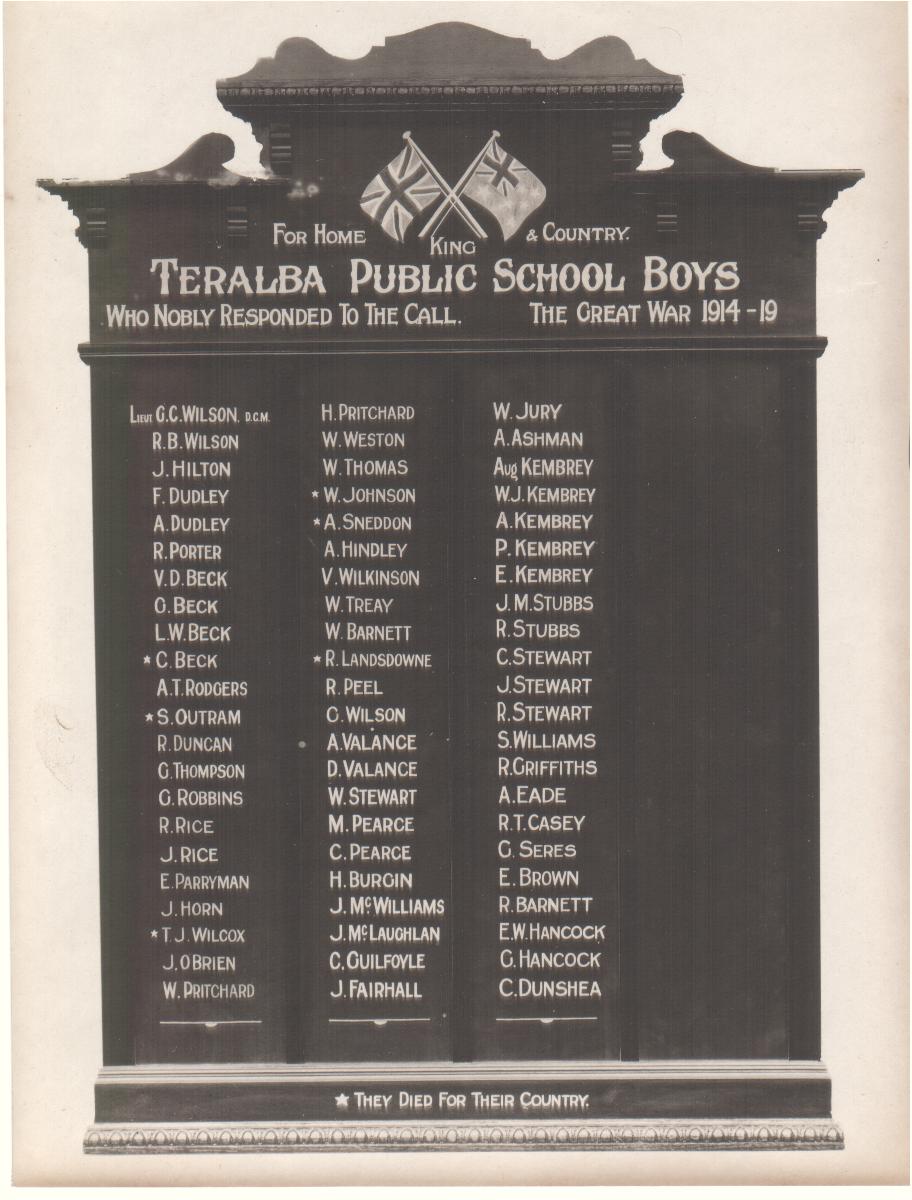 For Home King & Country.
Teralba Public School Boys
Who Nobly Responded To The Call. The Great War 1914-19
Lieut G.C. Wilson, D.C.M.
R.B. Wilson
J. Hilton
F. Dudley
A. Dudley
R. Porter
V.D. Beck
G. Beck
L.W. Beck
★ C. Beck
A.T. Rodgers
★ S. Outram
R. Duncan
G. Thompson
G. Robbins
R. Rice
J. Rice
E. Parryman
J. Horn
★ T.J. Wilcox
J. O'Brien
W. Pritchard
H. Pritchard
W. Weston
W. Thomas
★ W. Johnson
★ A. Sneddon
A. Hindley
V. Wilkinson
W. Treay
W. Barnett
★ R. Landsdowne
R. Peel
G. Wilson
A. Valance
D. Valance
W. Stewart
M. Pearce
C. Pearce
H. Burgin
J. McWilliams
J. McLaughlan
C. Guilfoyle
J. Fairhall
W. Jury
A. Ashman
Aug Kembrey
W.J. Kembrey
A. Kembrey
P. Kembrey
E. Kembrey
J.M. Stubbs
R. Stubbs
C. Stewart
J. Stewart
R. Stewart
S. Williams
R. Griffiths
A. Eade
R.T. Casey
G. Seres
E. Brown
R. Barnett
E.W. Hancock
G. Hancock
C. Dunshea
★ They Died For Their Country.